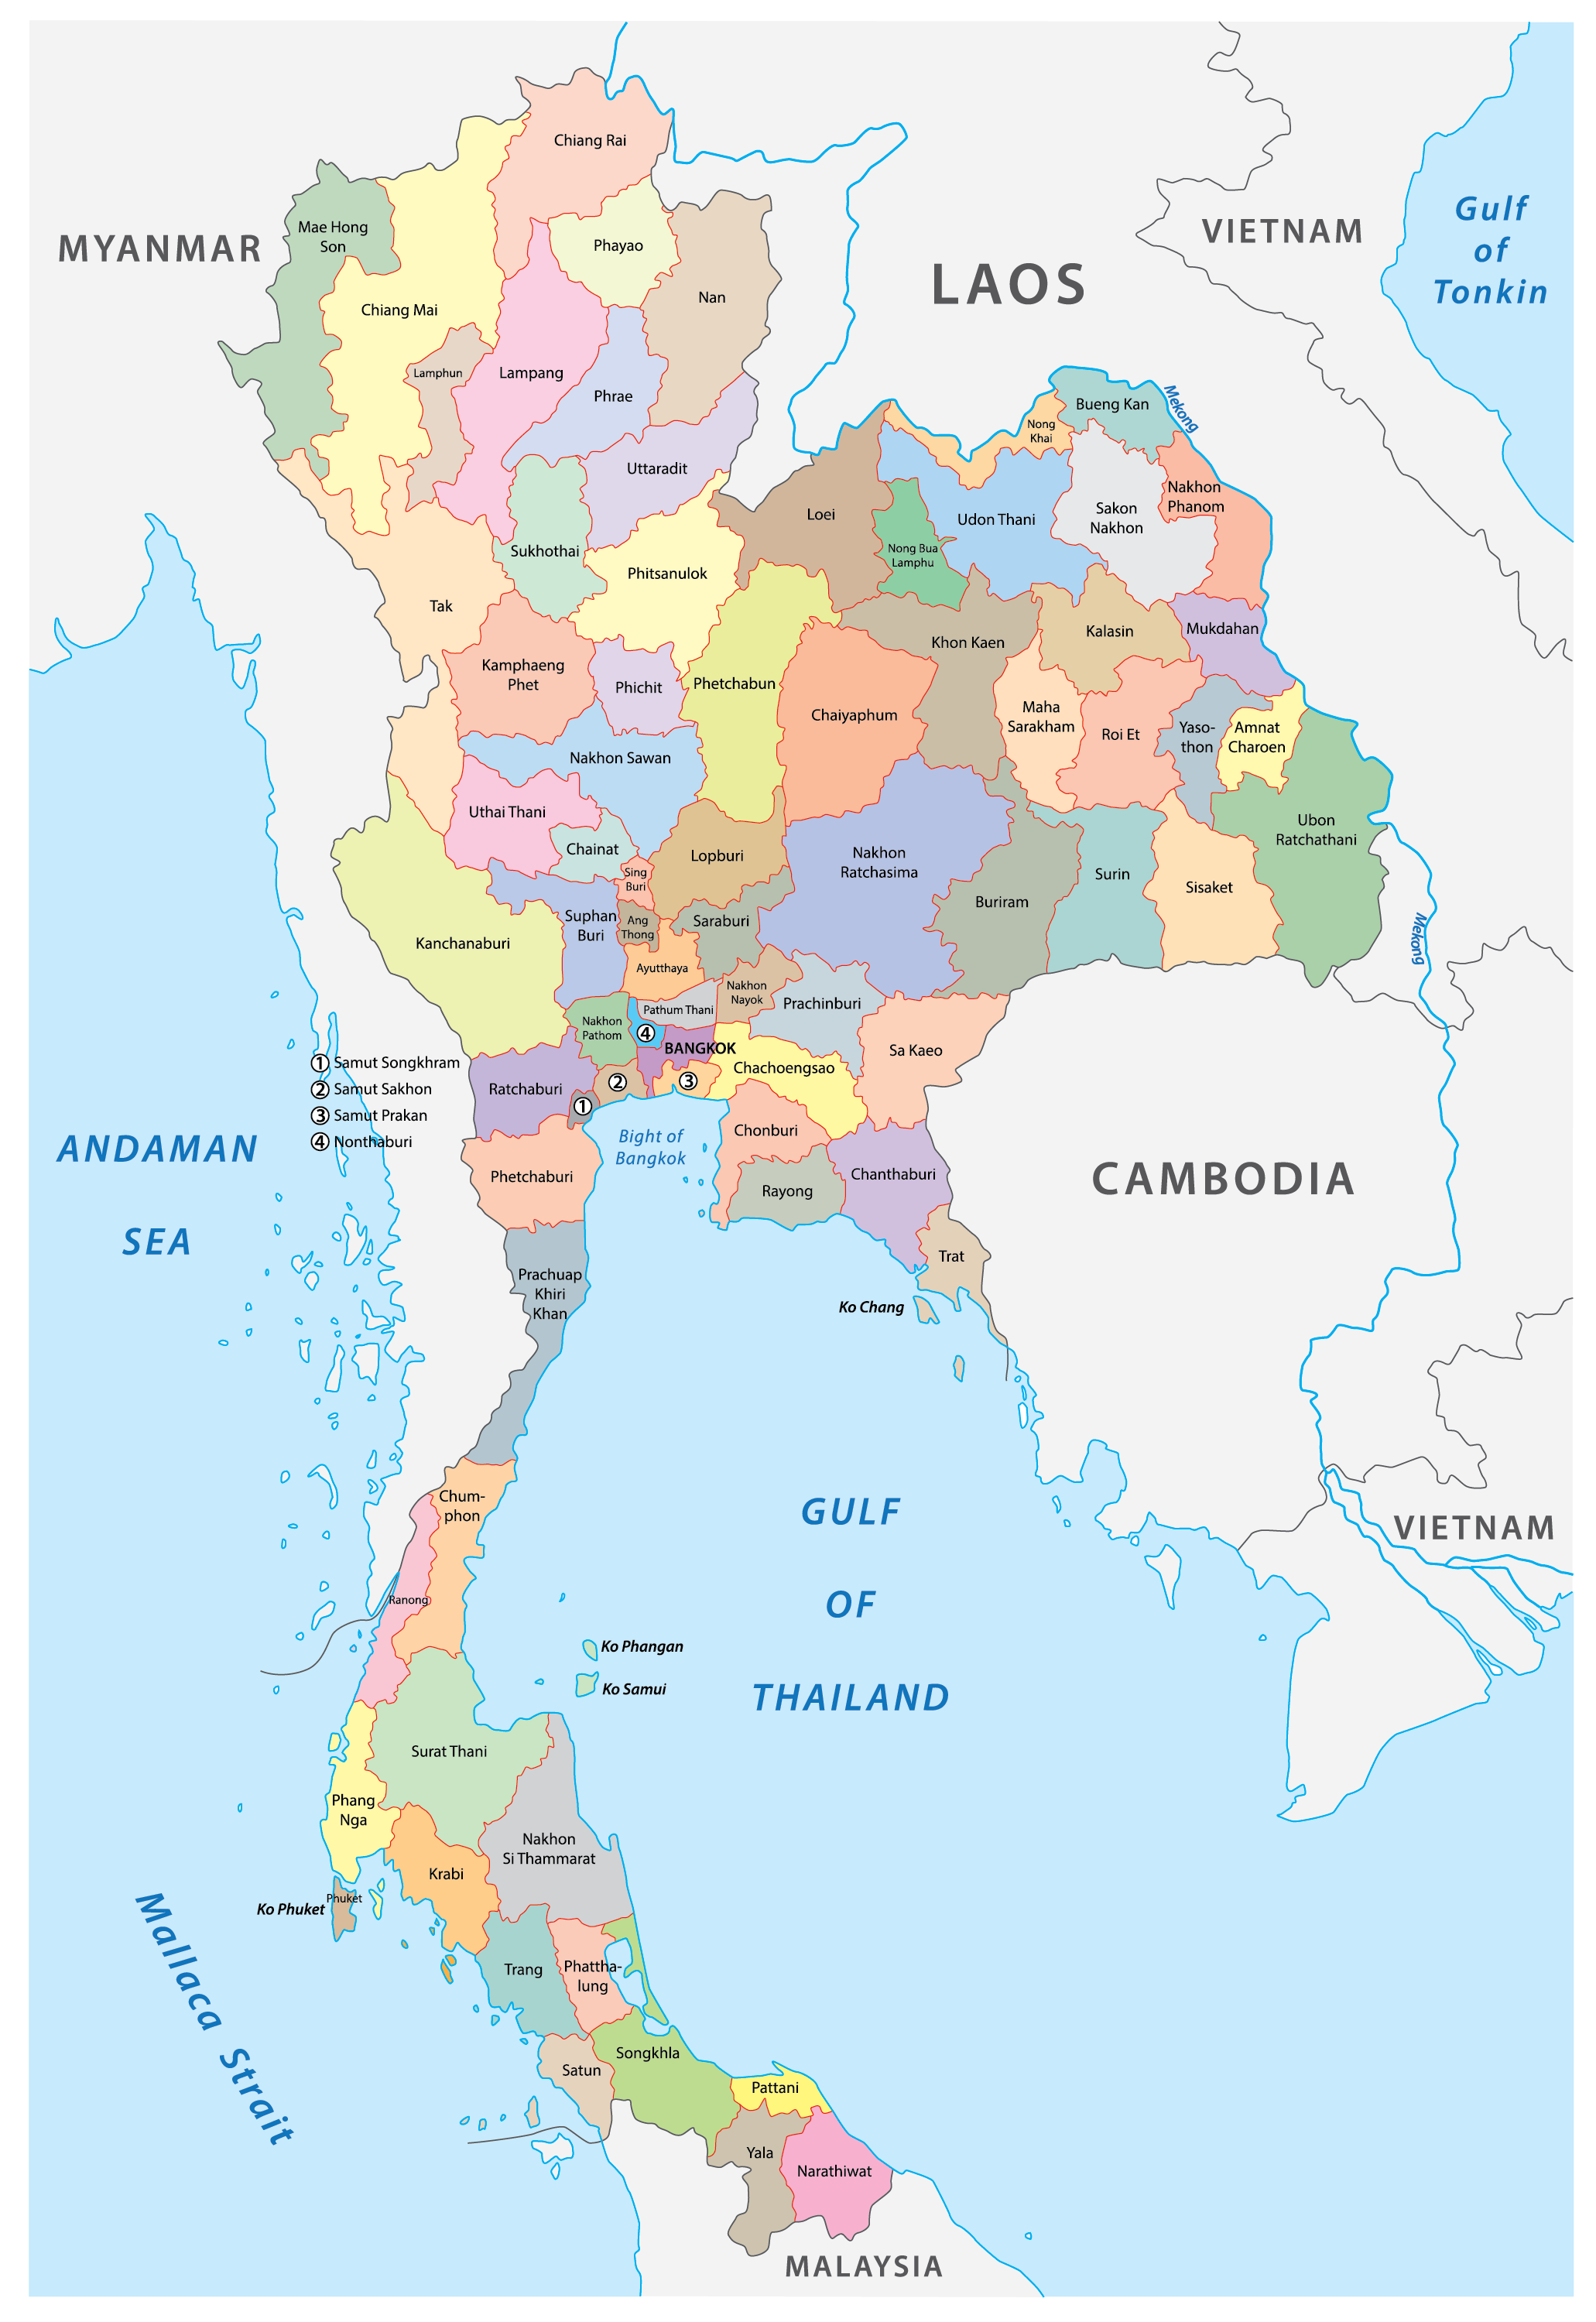 Chiang Rai
MYANMAR
Mae Hong
Son
Phayao
VIETNAM
Gulf
of
Tonkin
LAOS
Nan
Chiang Mai
Lamphun
Lampang
Phrae
Bueng Kan
Mekong
Nong
Khai
Uttaradit
Nakhon
Phanom
Loei
Udon Thani
Sakon
Nakhon
Sukhothai
Nong Bua
Lamphu
Phitsanulok
Tak
Kalasin
Mukdahan
Khon Kaen
Kamphaeng
Phet
Phichit
Phetchabun
Chaiyaphum
Maha
Sarakham
Roi Et
Yaso-
thon
Amnat
Charoen
Nakhon Sawan
Uthai Thani
Chainat
Lopburi
Nakhon
Ratchasima
Ubon
Ratchathani
Sing
Buri
Surin
Sisaket
Buriram
Suphan
Buri
Ang
Thong
Saraburi
Kanchanaburi
Mekong
Ayutthaya
Nakhon
Nayok
Prachinburi
Pathum Thani
Nakhon
Pathom
4
BANGKOK
Sa Kaeo
Chachoengsao
1 Samut Songkhram
2 Samut Sakhon
3 Samut Prakan
4 Nonthaburi
Ratchaburi
2
3
1
Chonburi
Bight of
Bangkok
ANDAMAN
SEA
Phetchaburi
Rayong
Chanthaburi
CAMBODIA
Trat
Prachuap
Khiri
Khan
Ko Chang
Chum-
phon
GULF
OF
THAILAND
VIETNAM
Ranong
Ko Phangan
Ko Samui
Surat Thani
Phang
Nga
Nakhon
Si Thammarat
Krabi
Phuket
Ko Phuket
Mallaca Strait
Trang
Phattha-
lung
Songkhla
Satun
Pattani
Yala
Narathiwat
MALAYSIA